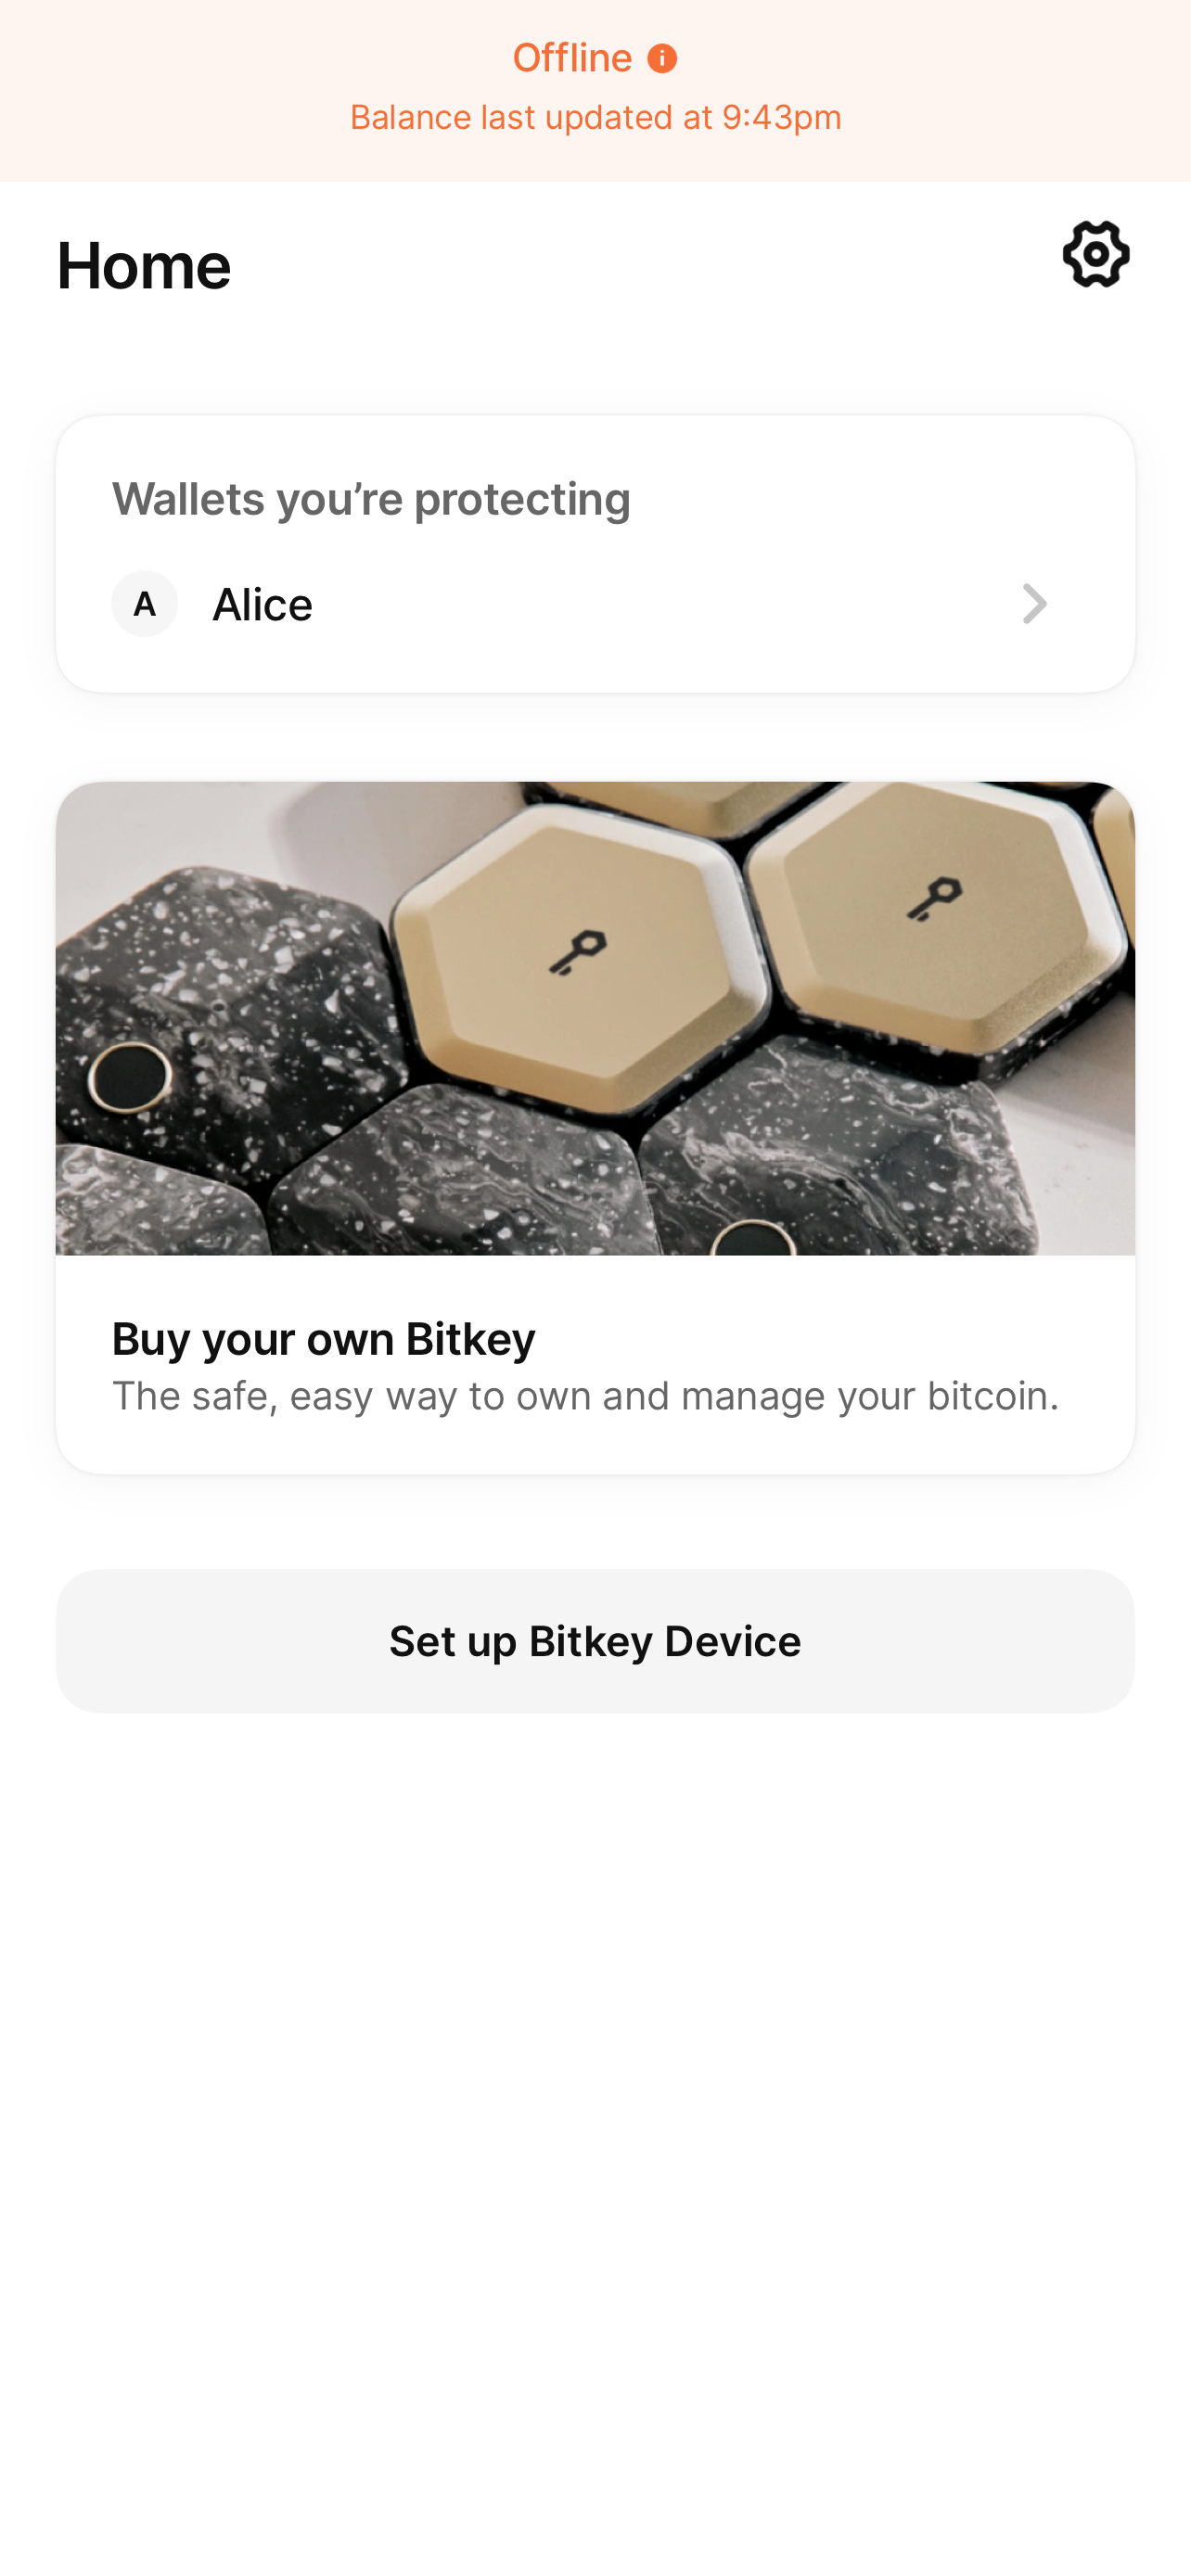 Offline
Balance last updated at 9:43pm
Home
Wallets you’re protecting
A Alice
Buy your own Bitkey
The safe, easy way to own and manage your bitcoin.
Set up Bitkey Device